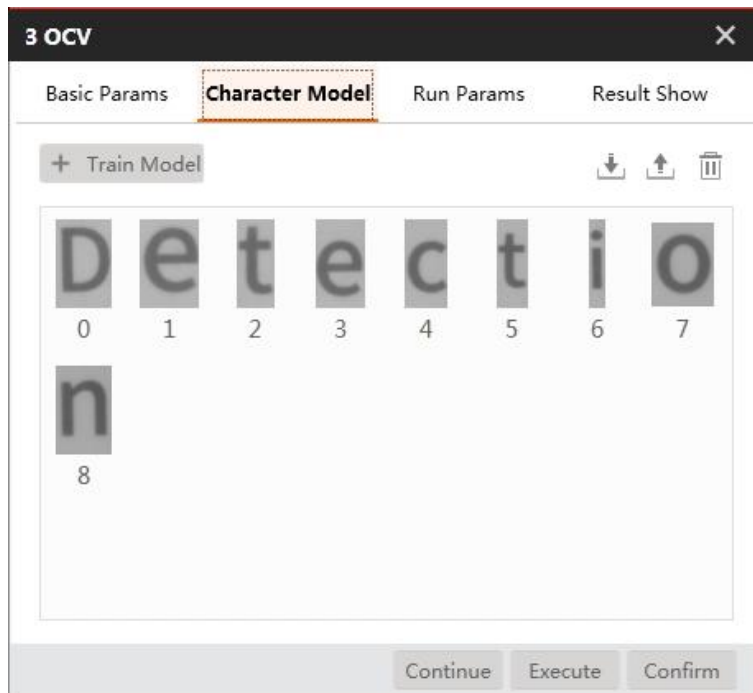 3 OCV
Basic Params Character Model Run Params Result Show
+ Train Model
D e t e c t i o
0 1 2 3 4 5 6 7
n
8
Continue Execute Confirm